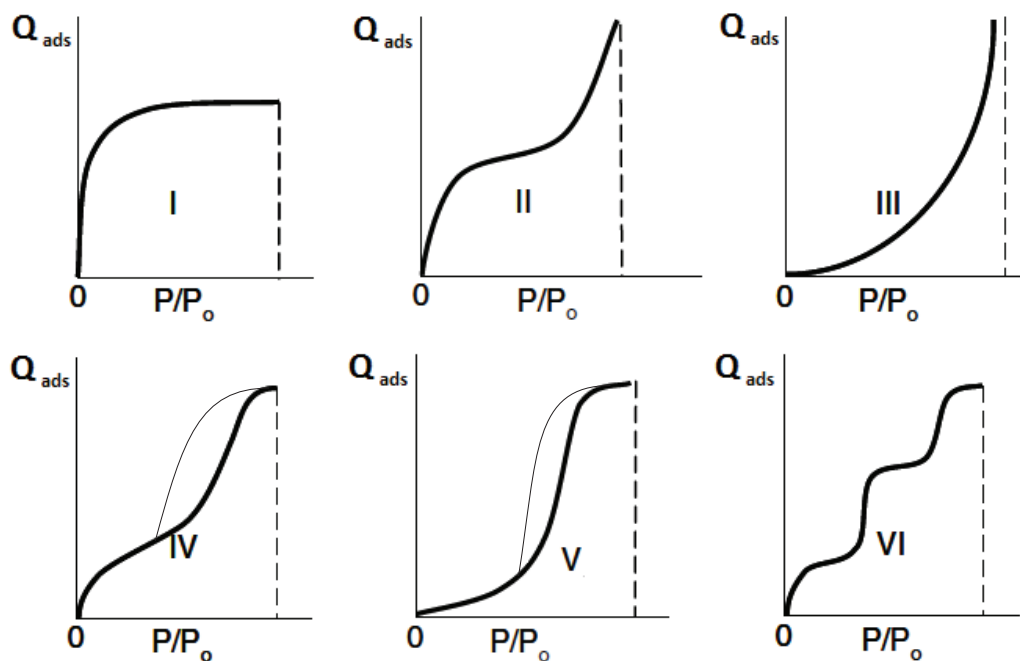 Q ads
I
0
P/Po
Q ads
II
0
P/Po
Q ads
III
0
P/Po
Q ads
IV
0
P/Po
Q ads
V
0
P/Po
Q ads
VI
0
P/Po